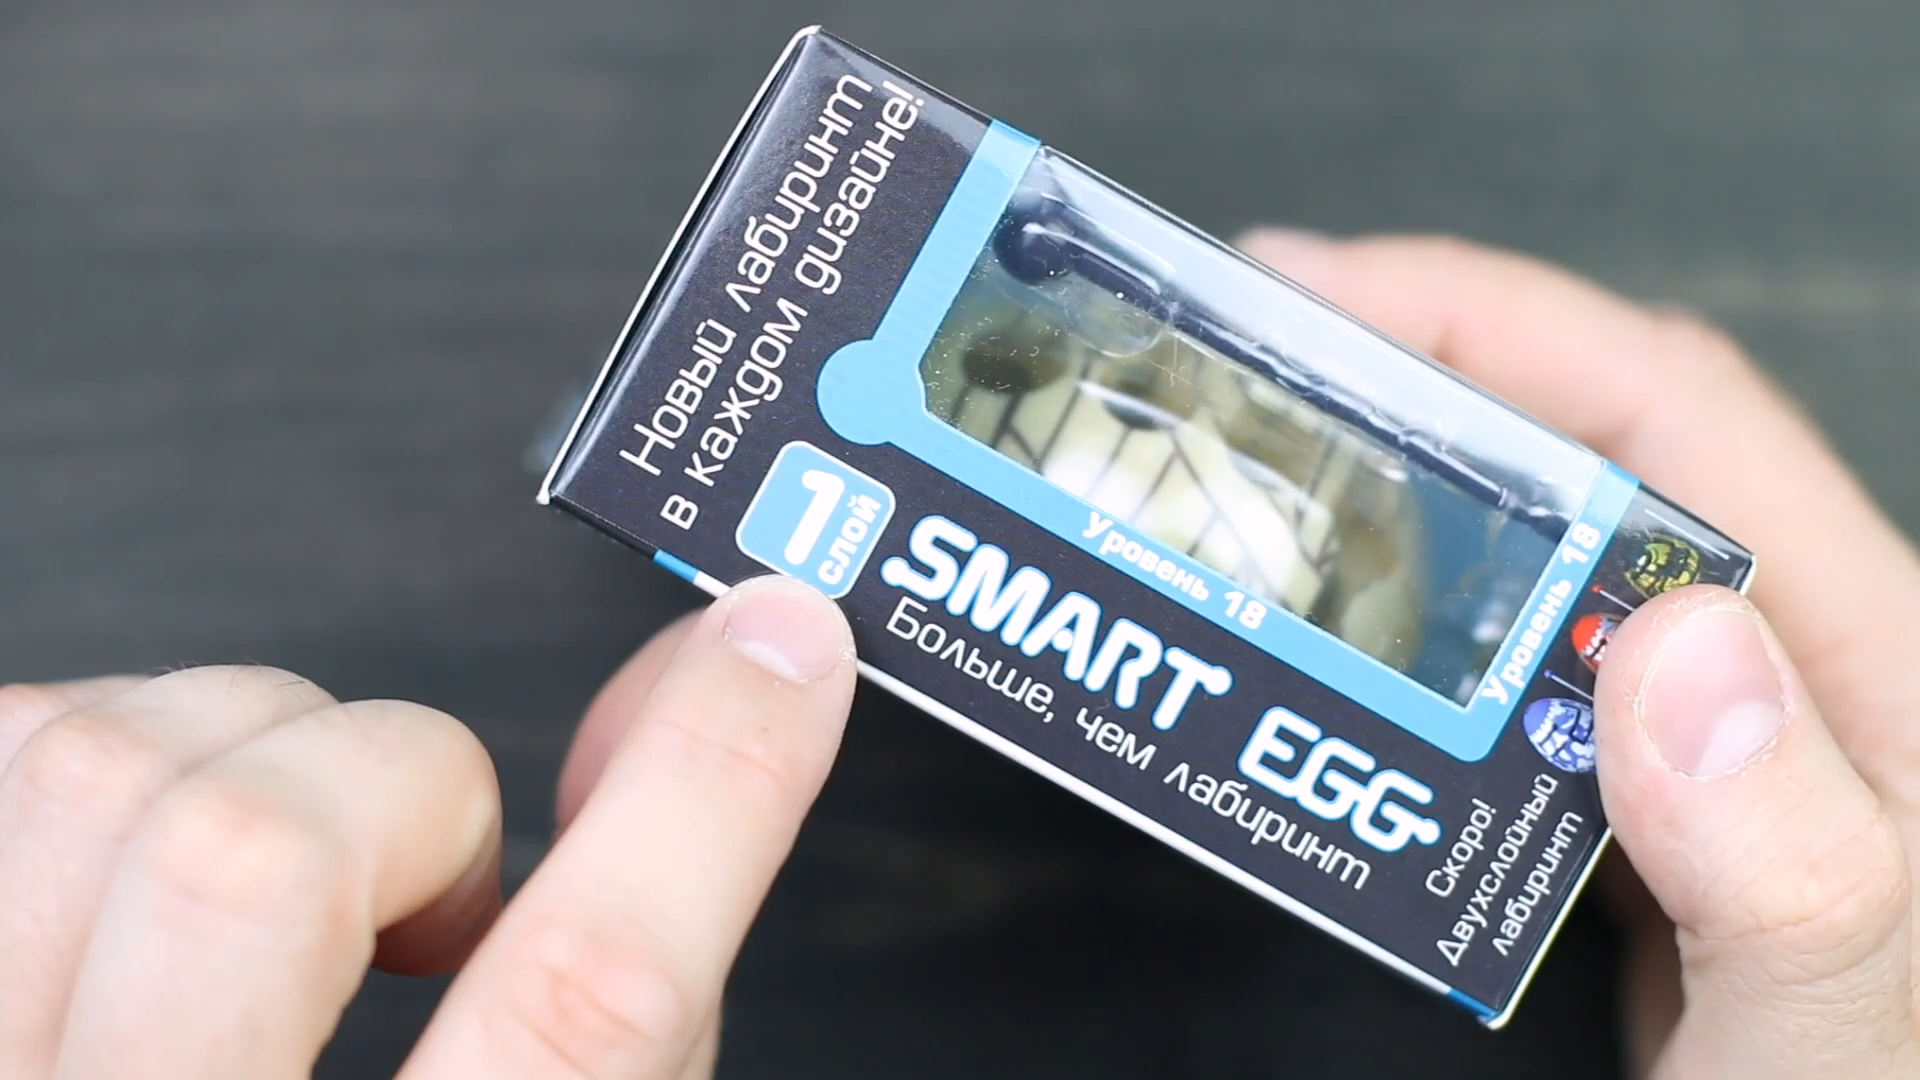 Новый лабиринт
в каждом дизайне!
1
слой
SMART EGG
Больше, чем лабиринт
Уровень 18
Уровень 18
Скоро!
Двухслойный
лабиринт